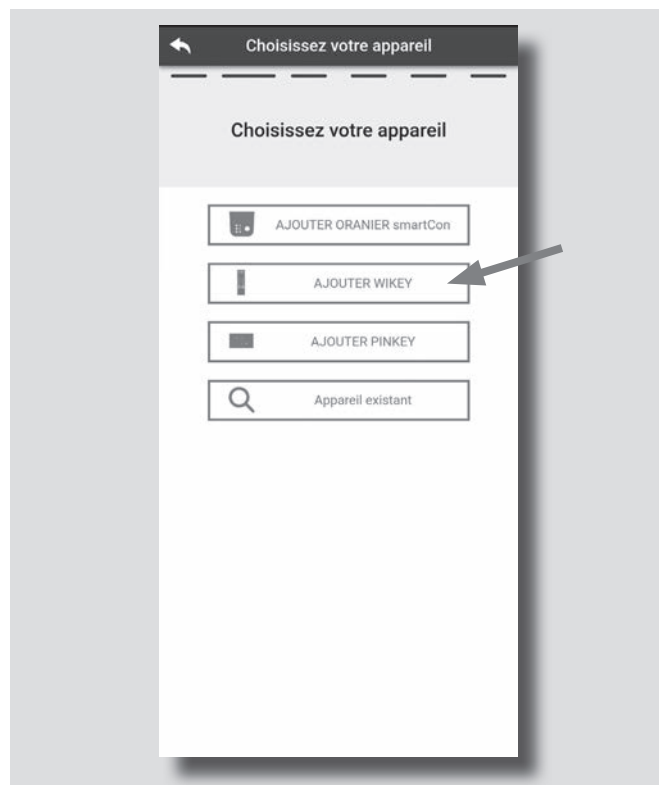 Choisissez votre appareil
Choisissez votre appareil
AJOUTER ORANIER smartCon
AJOUTER WIKEY
AJOUTER PINKEY
Appareil existant